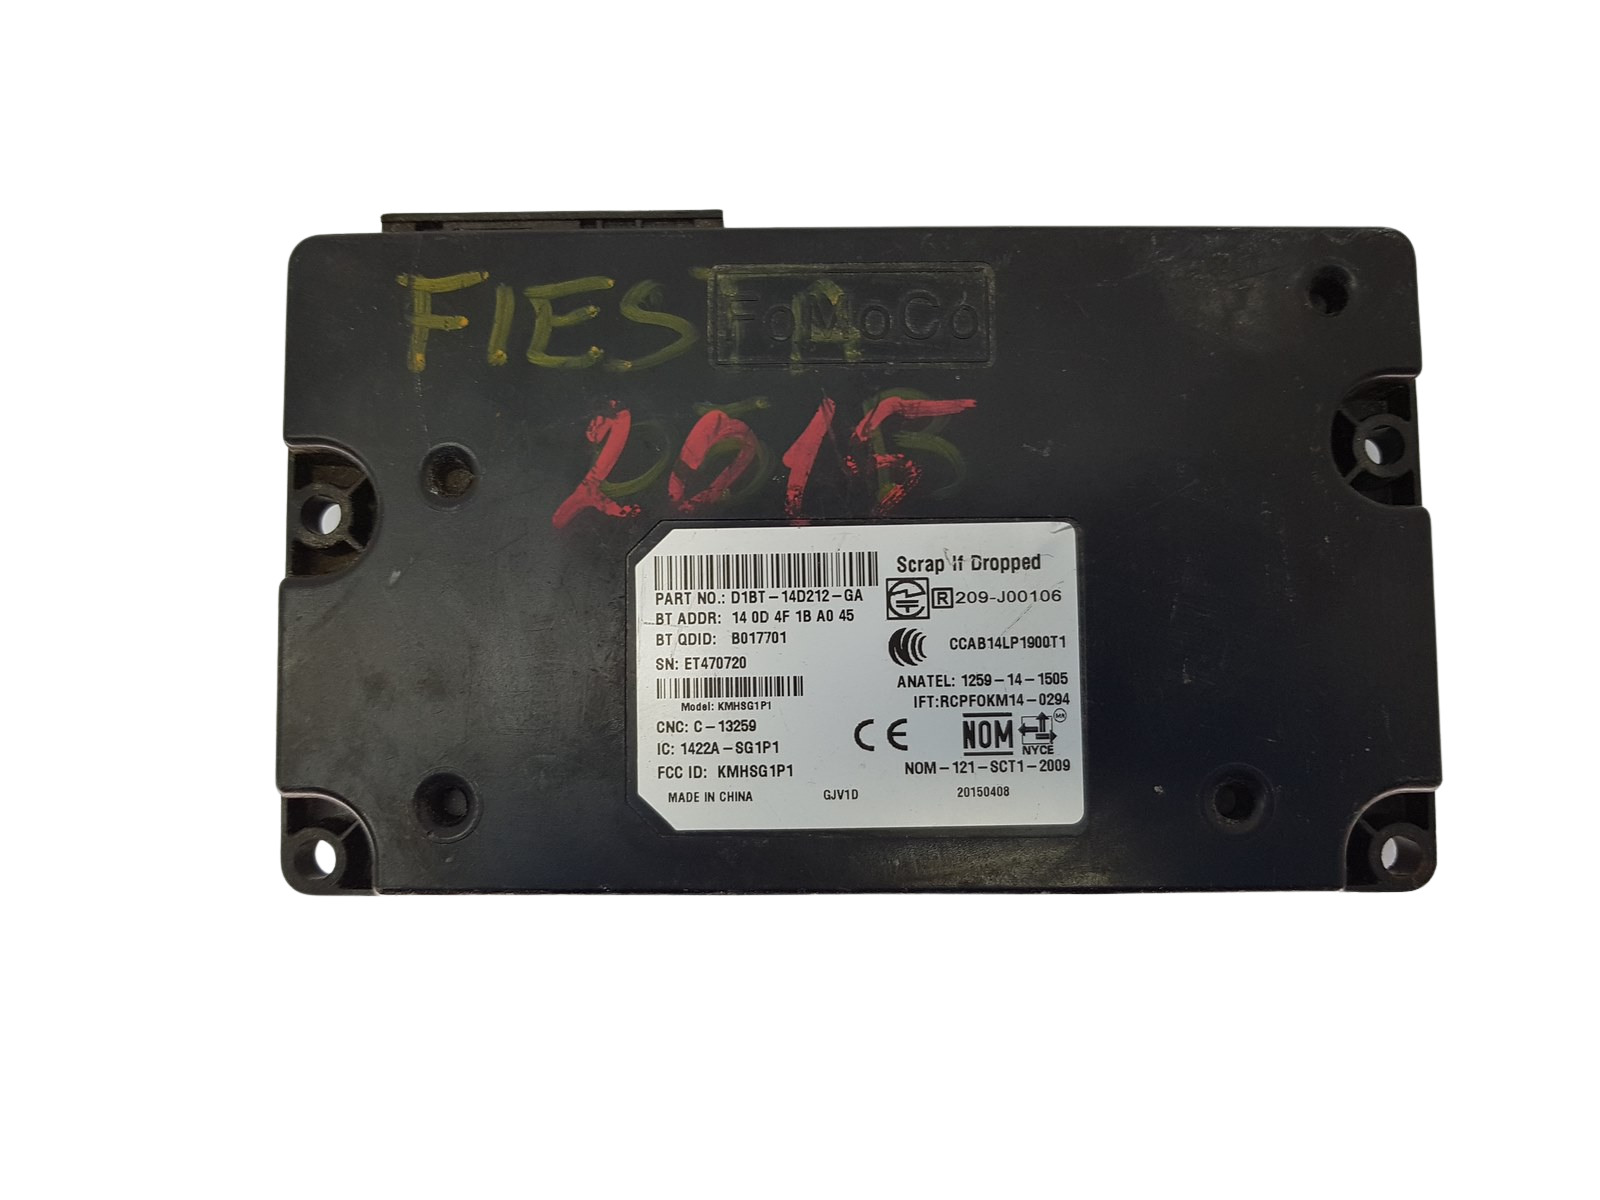 FIESTA
FoMoCo
2015
Scrap If Dropped
PART NO.: D1BT-14D212-GA
R 209-J00106
BT ADDR: 14 0D 4F 1B A0 45
BT QDID: B017701
CCAB14LP1900T1
SN: ET470720
ANATEL: 1259-14-1505
IFT:RCPFOKM14-0294
Model: KMHSG1P1
CNC: C-13259
CE
NOM
NYCE
IC: 1422A-SG1P1
NOM-121-SCT1-2009
FCC ID: KMHSG1P1
MADE IN CHINA
GJV1D
20150408